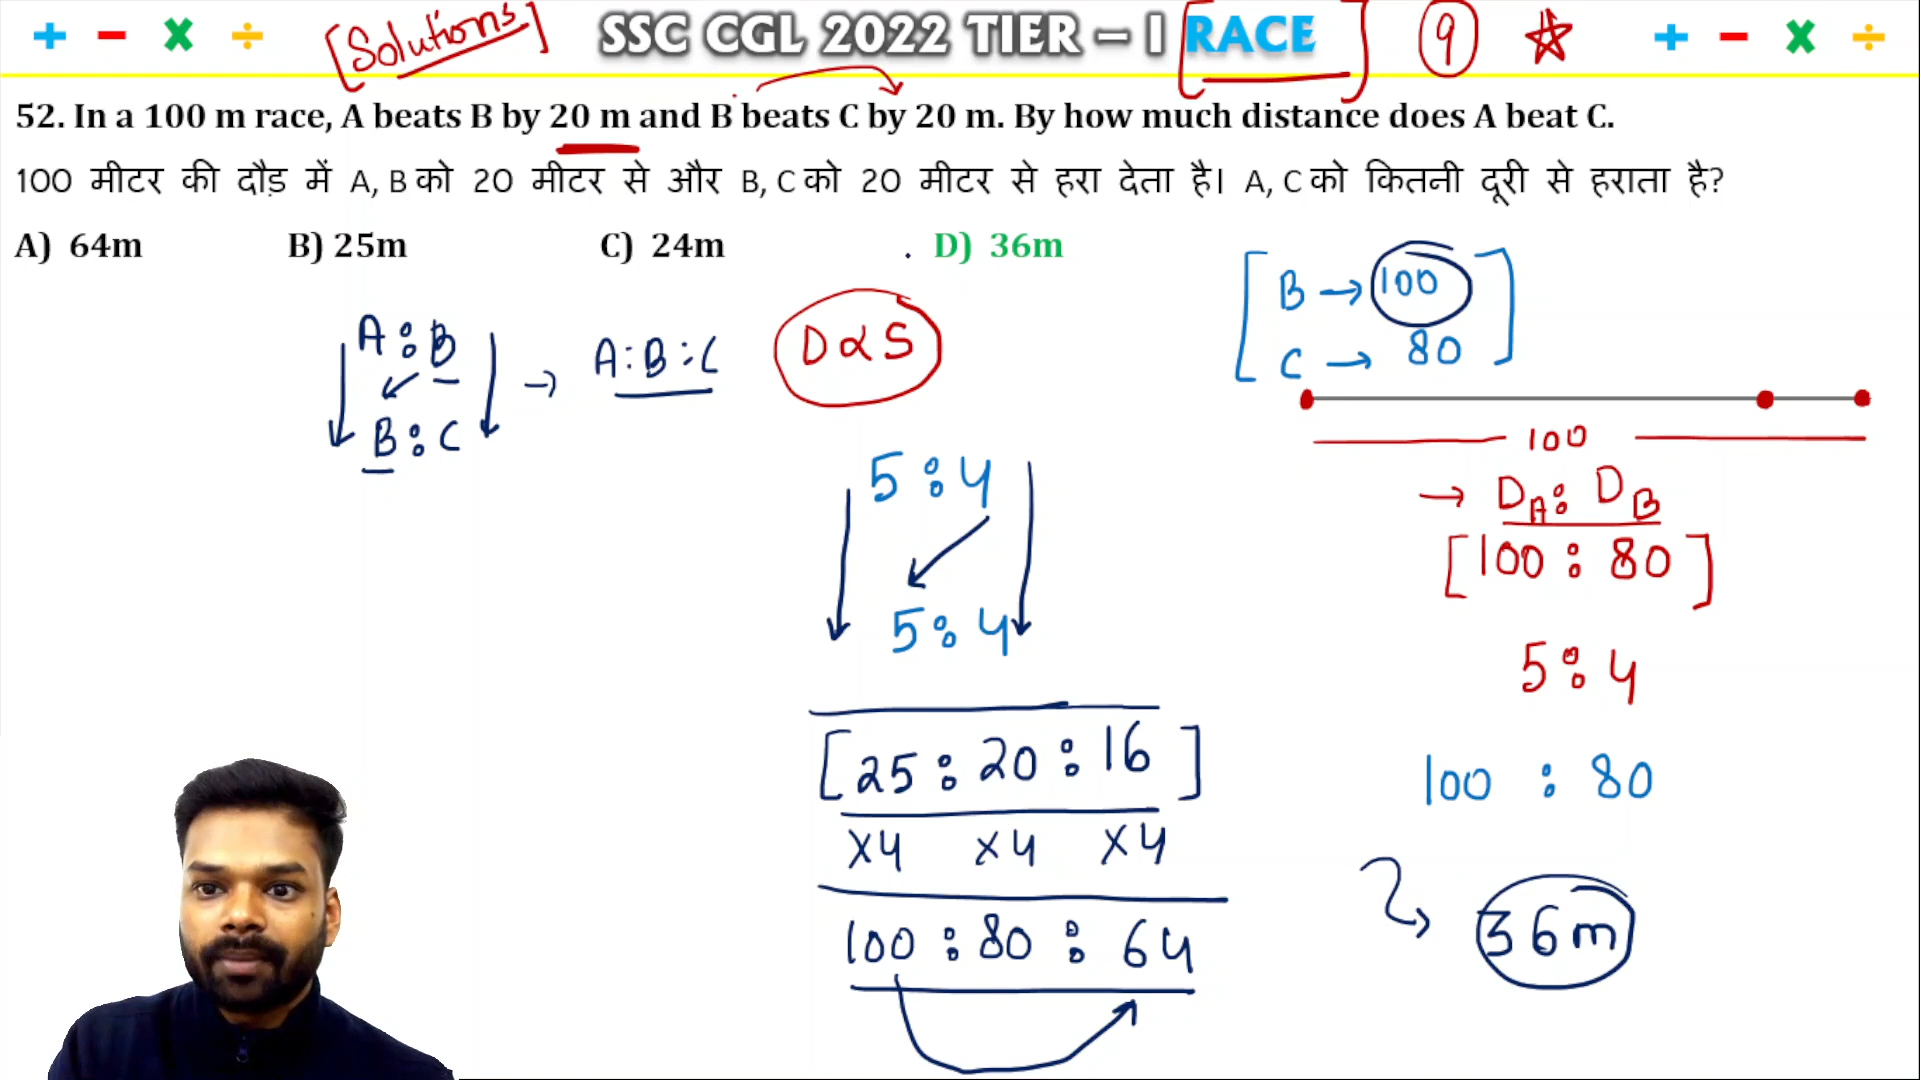 + − × ÷ [Solutions] SSC CGL 2022 TIER – I [RACE] 9 + − × ÷
52. In a 100 m race, A beats B by 20 m and B beats C by 20 m. By how much distance does A beat C.
100 मीटर की दौड़ में A, B को 20 मीटर से और B, C को 20 मीटर से हरा देता है। A, C को कितनी दूरी से हराता है?
A) 64m B) 25m C) 24m D) 36m
A : B
B : C
→ A : B : C
D ∝ S
5 : 4
5 : 4
[25 : 20 : 16]
×4 ×4 ×4
100 : 80 : 64
[B → 100
C → 80]
100
→ D_A : D_B
[100 : 80]
5 : 4
100 : 80
36m